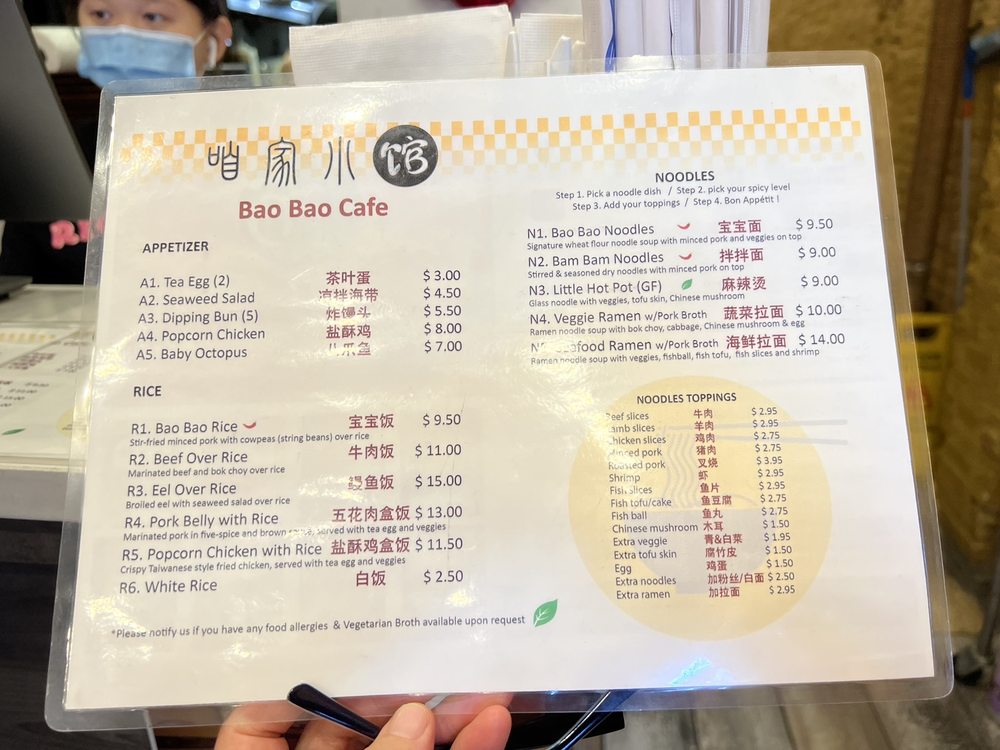 咱家小馆
Bao Bao Cafe
APPETIZER
A1. Tea Egg (2) 茶叶蛋 $ 3.00
A2. Seaweed Salad 凉拌海带 $ 4.50
A3. Dipping Bun (5) 炸馒头 $ 5.50
A4. Popcorn Chicken 盐酥鸡 $ 8.00
A5. Baby Octopus 八爪鱼 $ 7.00
RICE
R1. Bao Bao Rice 宝宝饭 $ 9.50
Stir-fried minced pork with cowpeas (string beans) over rice
R2. Beef Over Rice 牛肉饭 $ 11.00
Marinated beef and bok choy over rice
R3. Eel Over Rice 鳗鱼饭 $ 15.00
Broiled eel with seaweed salad over rice
R4. Pork Belly with Rice 五花肉盒饭 $ 13.00
Marinated pork in five-spice and brown sauce, served with tea egg and veggies
R5. Popcorn Chicken with Rice 盐酥鸡盒饭 $ 11.50
Crispy Taiwanese style fried chicken, served with tea egg and veggies
R6. White Rice 白饭 $ 2.50
*Please notify us if you have any food allergies & Vegetarian Broth available upon request
NOODLES
Step 1. Pick a noodle dish / Step 2. pick your spicy level
Step 3. Add your toppings / Step 4. Bon Appétit !
N1. Bao Bao Noodles 宝宝面 $ 9.50
Signature wheat flour noodle soup with minced pork and veggies on top
N2. Bam Bam Noodles 拌拌面 $ 9.00
Stirred & seasoned dry noodles with minced pork on top
N3. Little Hot Pot (GF) 麻辣烫 $ 9.00
Glass noodle with veggies, tofu skin, Chinese mushroom
N4. Veggie Ramen w/Pork Broth 蔬菜拉面 $ 10.00
Ramen noodle soup with bok choy, cabbage, Chinese mushroom & egg
Seafood Ramen w/Pork Broth 海鲜拉面 $ 14.00
Ramen noodle soup with veggies, fishball, fish tofu, fish slices and shrimp
NOODLES TOPPINGS
Beef slices 牛肉 $ 2.95
Lamb slices 羊肉 $ 2.95
Chicken slices 鸡肉 $ 2.75
Minced pork 猪肉 $ 2.75
Roasted pork 叉烧 $ 3.95
Shrimp 虾 $ 2.95
Fish slices 鱼片 $ 2.95
Fish tofu/cake 鱼豆腐 $ 2.75
Fish ball 鱼丸 $ 2.75
Chinese mushroom 木耳 $ 1.50
Extra veggie 青&白菜 $ 1.95
Extra tofu skin 腐竹皮 $ 1.50
Egg 鸡蛋 $ 1.50
Extra noodles 加粉丝/白面 $ 2.50
Extra ramen 加拉面 $ 2.95